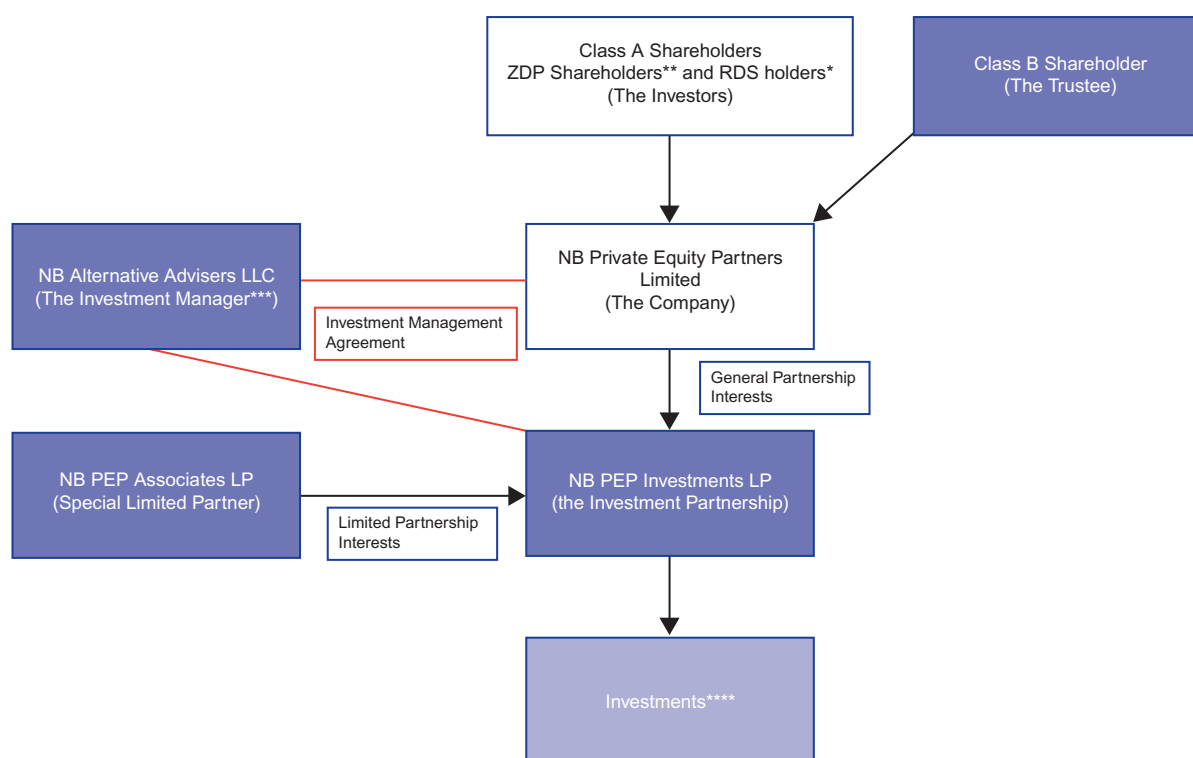 Class A Shareholders
ZDP Shareholders** and RDS holders*
(The Investors)
Class B Shareholder
(The Trustee)
NB Alternative Advisers LLC
(The Investment Manager***)
NB Private Equity Partners
Limited
(The Company)
Investment Management
Agreement
General Partnership
Interests
NB PEP Associates LP
(Special Limited Partner)
NB PEP Investments LP
(the Investment Partnership)
Limited Partnership
Interests
Investments****